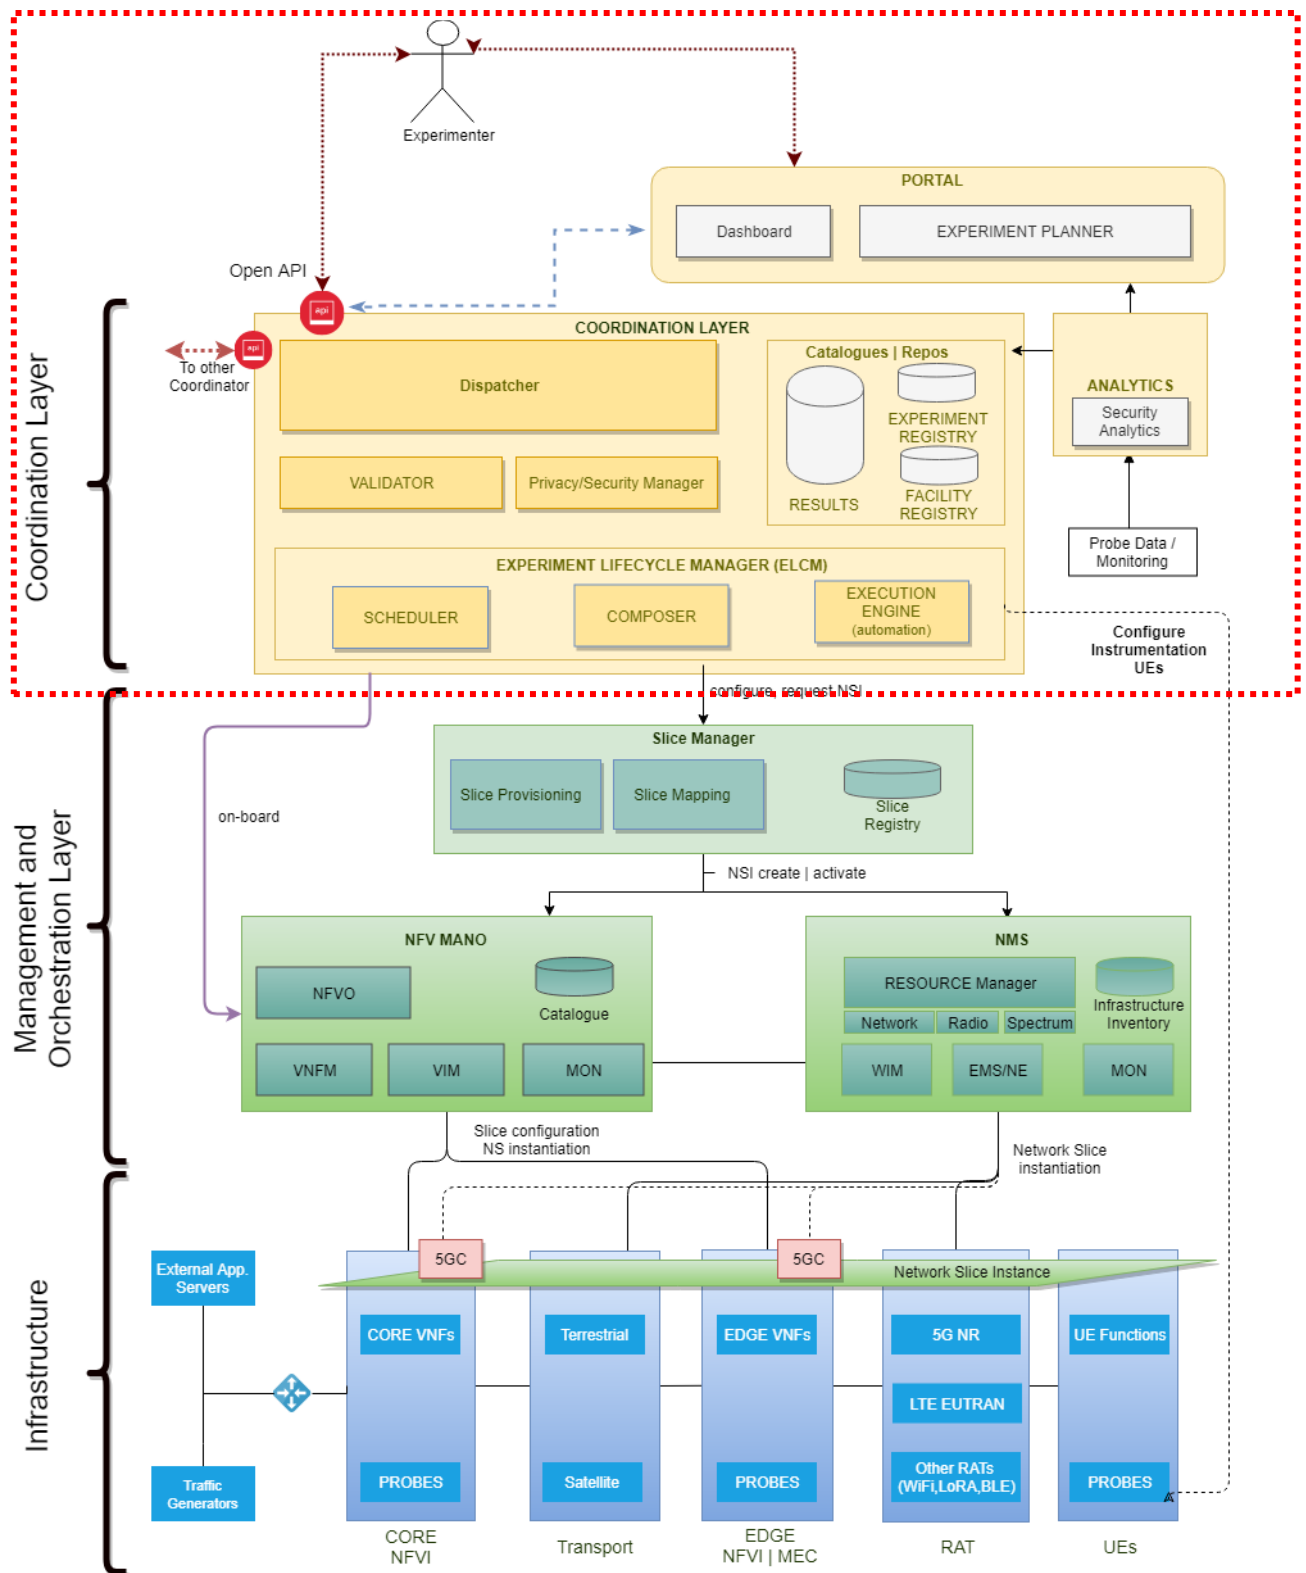 Experimenter
PORTAL
Dashboard
EXPERIMENT PLANNER
Open API
api
COORDINATION LAYER
api
To other
Coordinator
Dispatcher
Catalogues | Repos
EXPERIMENT
REGISTRY
RESULTS
FACILITY
REGISTRY
ANALYTICS
Security
Analytics
VALIDATOR
Privacy/Security Manager
Probe Data /
Monitoring
EXPERIMENT LIFECYCLE MANAGER (ELCM)
SCHEDULER
COMPOSER
EXECUTION
ENGINE
(automation)
Configure
Instrumentation
UEs
Coordination Layer
configure, request NSI
Slice Manager
Slice Provisioning
Slice Mapping
Slice
Registry
on-board
NSI create | activate
Management and
Orchestration Layer
NFV MANO
NFVO
Catalogue
VNFM
VIM
MON
NMS
RESOURCE Manager
Network
Radio
Spectrum
Infrastructure
Inventory
WIM
EMS/NE
MON
Slice configuration
NS instantiation
Network Slice
instantiation
Infrastructure
External App.
Servers
Traffic
Generators
5GC
5GC
Network Slice Instance
CORE VNFs
Terrestrial
EDGE VNFs
5G NR
UE Functions
LTE EUTRAN
PROBES
Satellite
PROBES
Other RATs
(WiFi,LoRA,BLE)
PROBES
CORE
NFVI
Transport
EDGE
NFVI | MEC
RAT
UEs